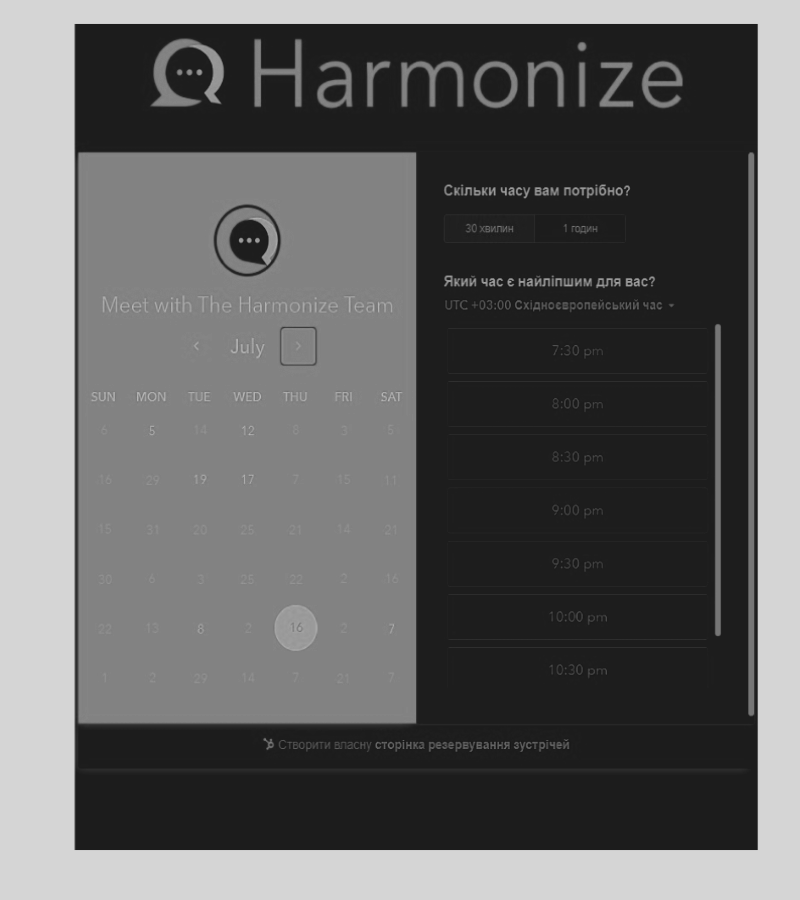 Harmonize
Meet with The Harmonize Team
July
SUN MON TUE WED THU FRI SAT
6 5 14 12 8 3 5
16 29 19 17 7 15 11
15 31 20 25 21 14 21
30 6 3 25 22 2 16
22 13 8 2 16 2 7
1 2 29 14 7 21 7
Скільки часу вам потрібно?
30 хвилин 1 годин
Який час є найліпшим для вас?
UTC +03:00 Східноєвропейський час
7:30 pm
8:00 pm
8:30 pm
9:00 pm
9:30 pm
10:00 pm
10:30 pm
Створити власну сторінка резервування зустрічей